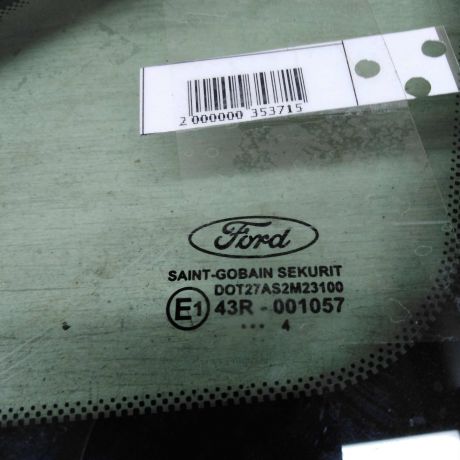 2 000000 353715
Ford
SAINT-GOBAIN SEKURIT
DOT27AS2M23100
E1 43R - 001057
... 4